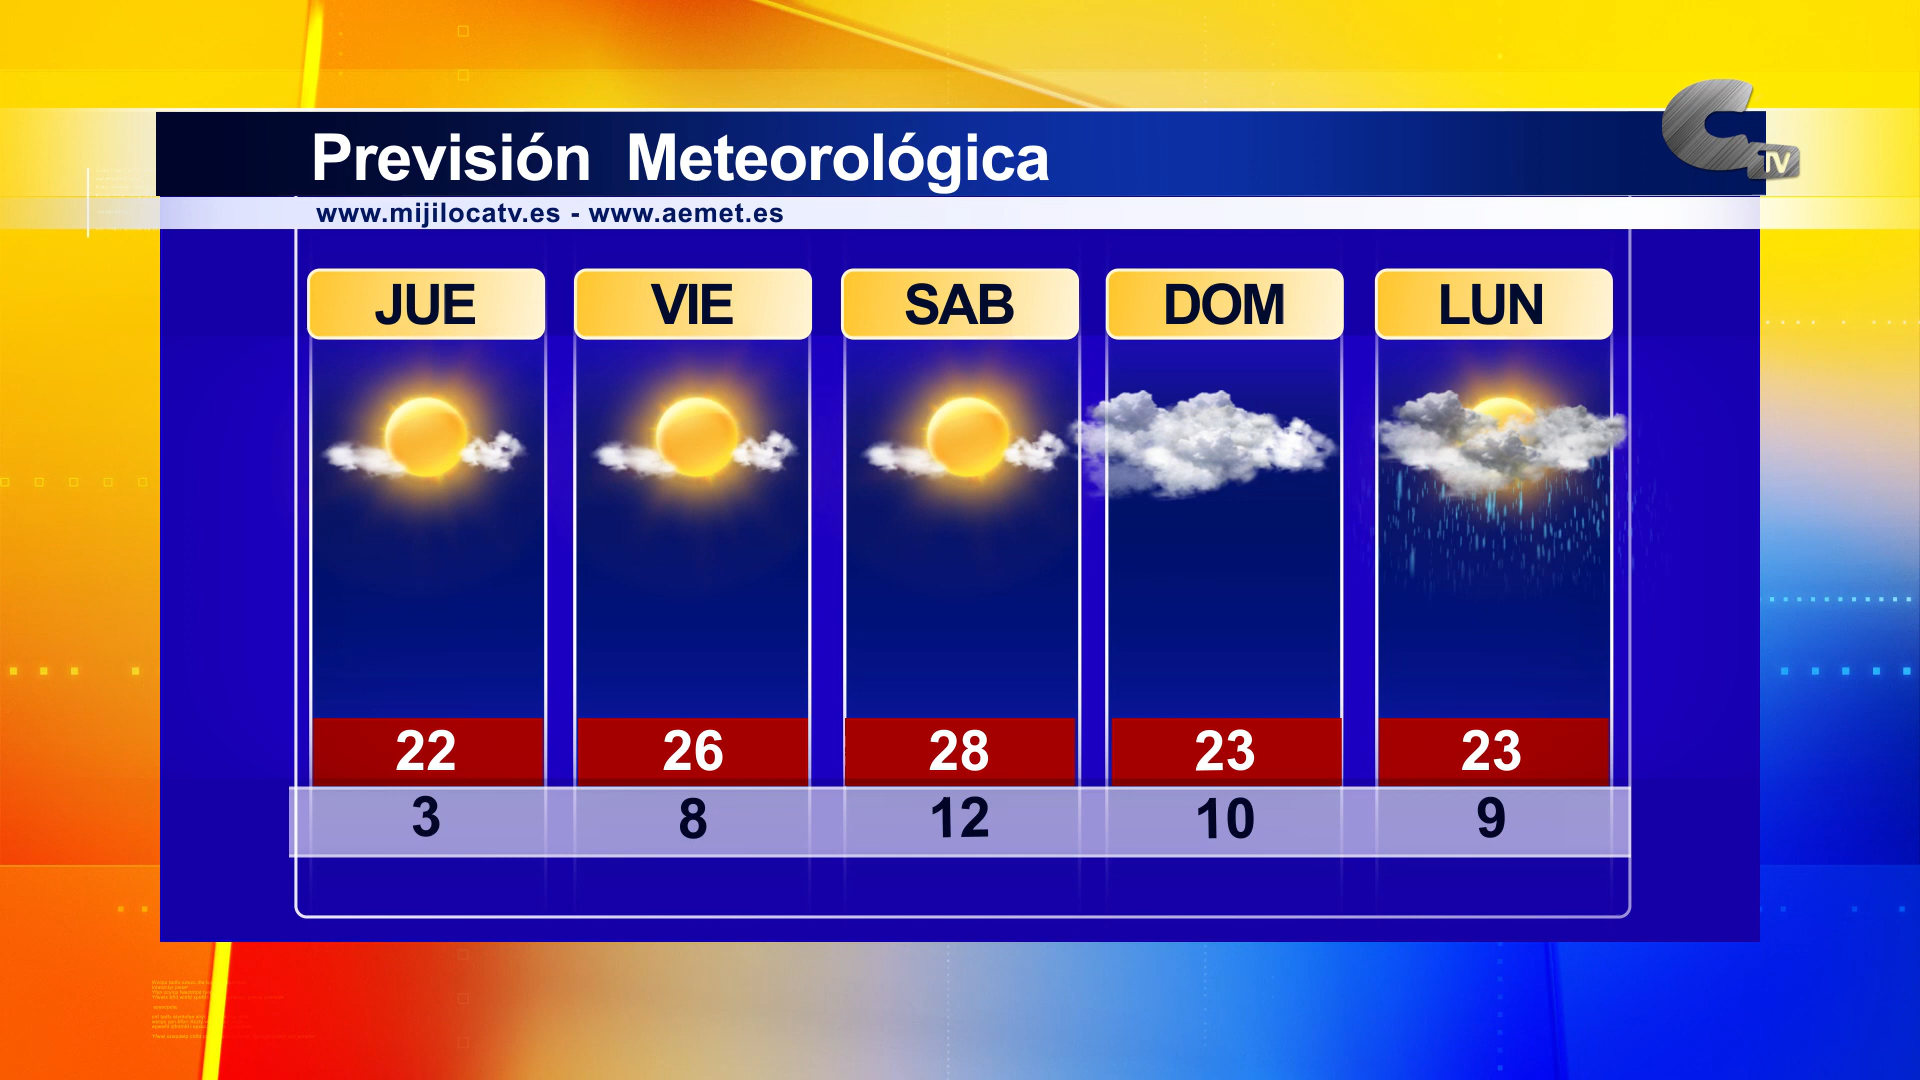 Previsión Meteorológica
TV
www.mijilocatv.es - www.aemet.es
JUE VIE SAB DOM LUN
22 26 28 23 23
3 8 12 10 9